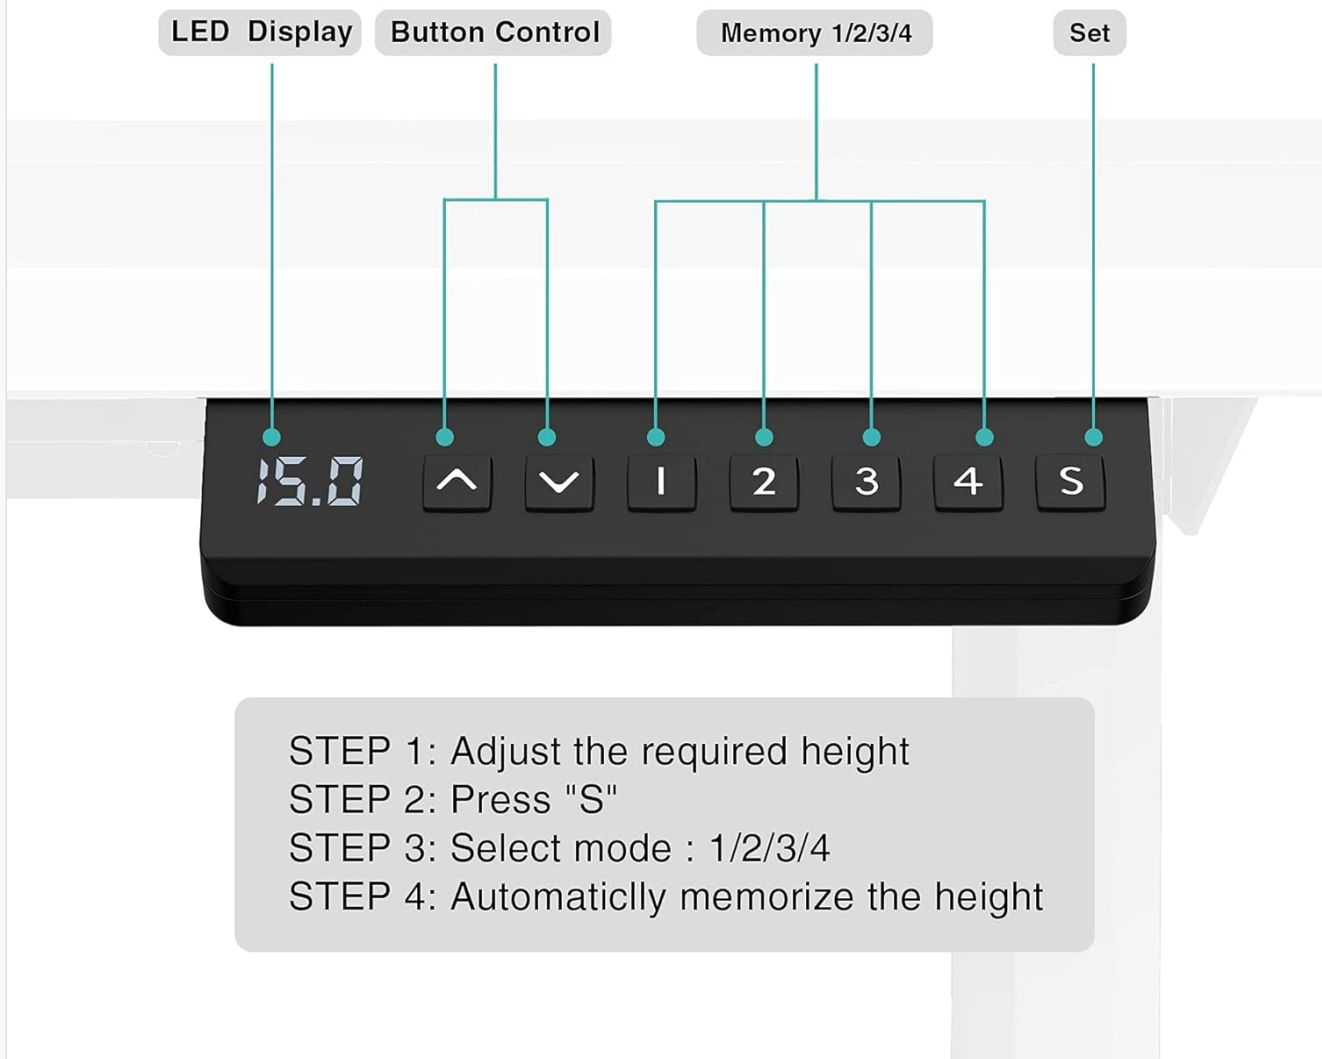 LED Display
Button Control
Memory 1/2/3/4
Set
15.0
1
2
3
4
S
STEP 1: Adjust the required height
STEP 2: Press "S"
STEP 3: Select mode : 1/2/3/4
STEP 4: Automaticlly memorize the height